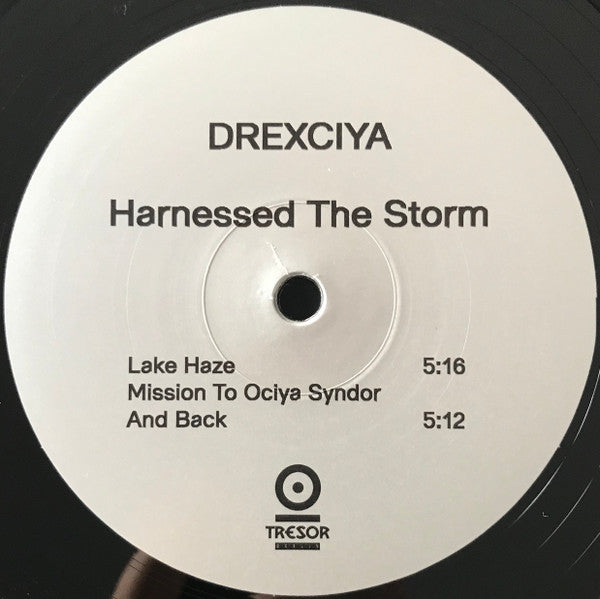 DREXCIYA
Harnessed The Storm
Lake Haze 5:16
Mission To Ociya Syndor
And Back 5:12
TRESOR